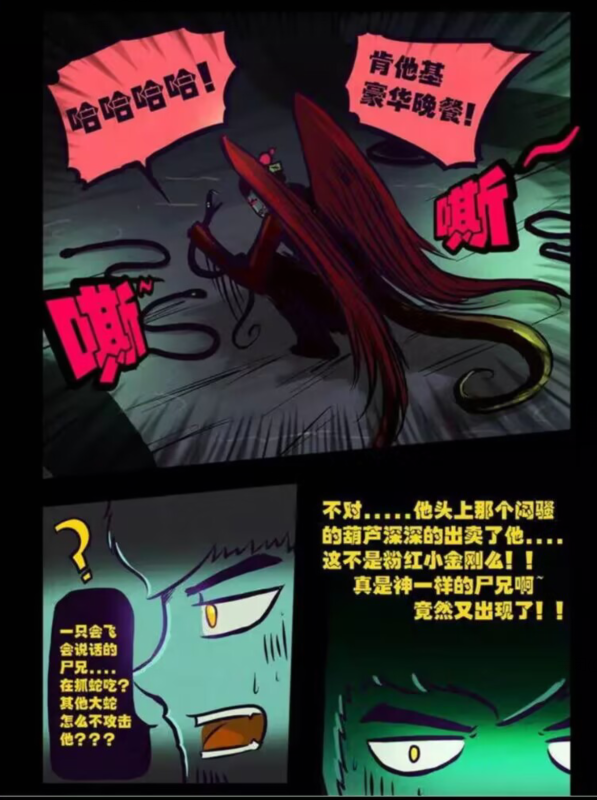 哈哈哈哈！
肯他基
豪华晚餐！
嘶
嘶
？
一只会飞
会说话的
尸兄....
在抓蛇吃？
其他大蛇
怎么不攻击
他？？？
不对.....他头上那个闷骚
的葫芦深深的出卖了他....
这不是粉红小金刚么！！
真是神一样的尸兄啊~
竟然又出现了！！